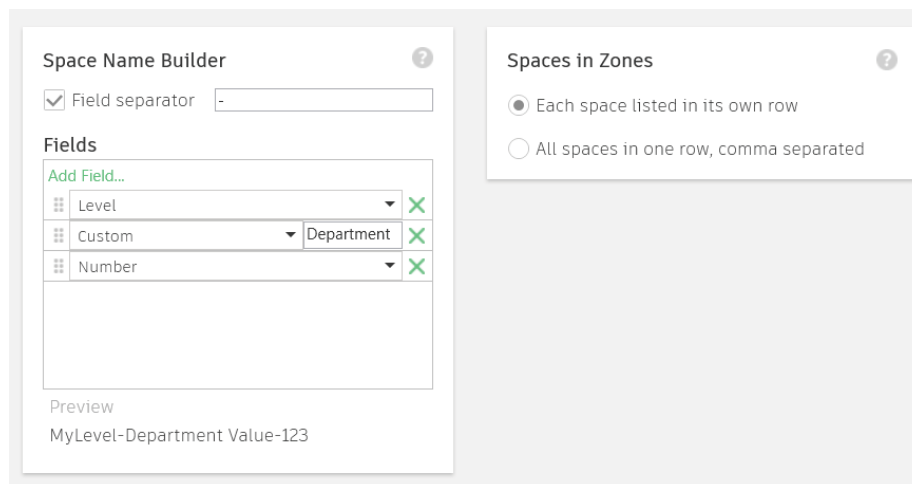 Space Name Builder
?
Field separator
-
Fields
Add Field...
Level
Custom
Department
Number
Preview
MyLevel-Department Value-123
Spaces in Zones
?
Each space listed in its own row
All spaces in one row, comma separated